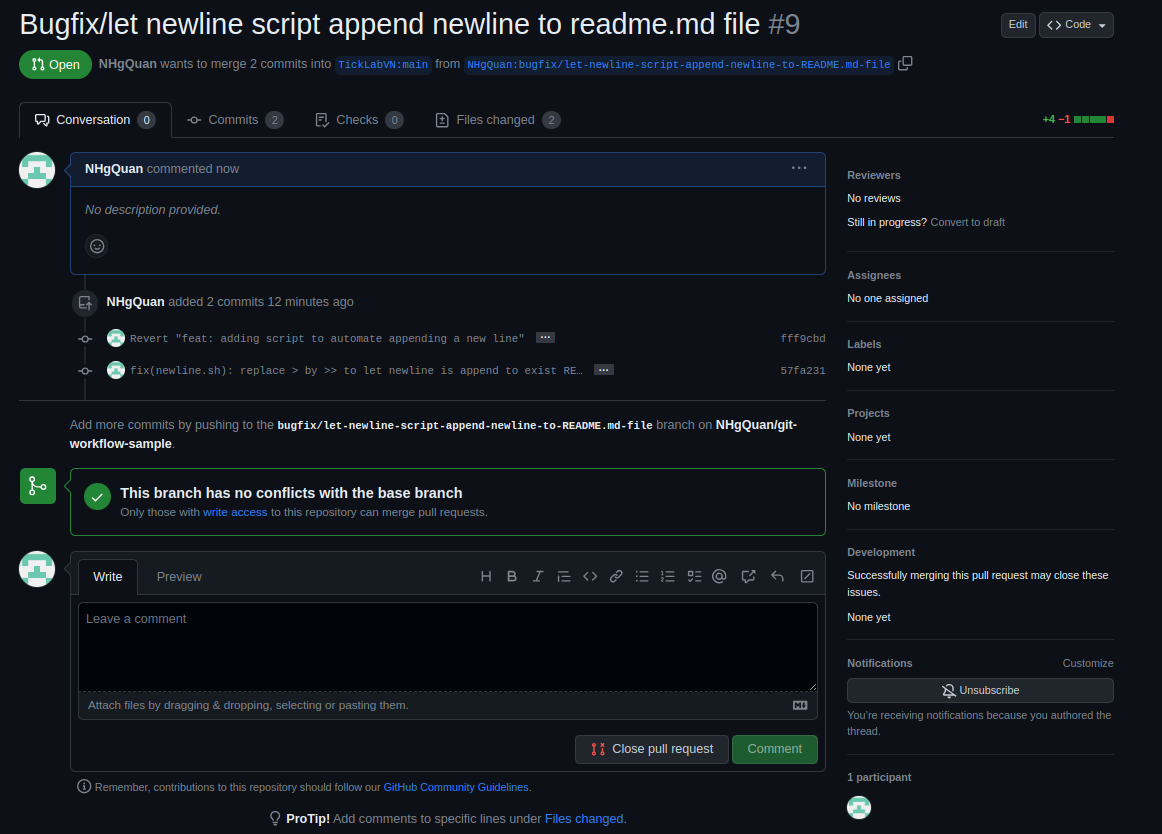 Bugfix/let newline script append newline to readme.md file #9
Edit
Code
Open
NHgQuan wants to merge 2 commits into TickLabVN:main from NHgQuan:bugfix/let-newline-script-append-newline-to-README.md-file
Conversation 0
Commits 2
Checks 0
Files changed 2
+4 −1
NHgQuan commented now
No description provided.
NHgQuan added 2 commits 12 minutes ago
Revert "feat: adding script to automate appending a new line" ...
fff9cbd
fix(newline.sh): replace > by >> to let newline is append to exist RE… ...
57fa231
Add more commits by pushing to the bugfix/let-newline-script-append-newline-to-README.md-file branch on NHgQuan/git-
workflow-sample.
This branch has no conflicts with the base branch
Only those with write access to this repository can merge pull requests.
Write
Preview
H B I
Leave a comment
Attach files by dragging & dropping, selecting or pasting them.
Close pull request
Comment
Remember, contributions to this repository should follow our GitHub Community Guidelines.
ProTip! Add comments to specific lines under Files changed.
Reviewers
No reviews
Still in progress? Convert to draft
Assignees
No one assigned
Labels
None yet
Projects
None yet
Milestone
No milestone
Development
Successfully merging this pull request may close these
issues.
None yet
Notifications
Customize
Unsubscribe
You're receiving notifications because you authored the
thread.
1 participant